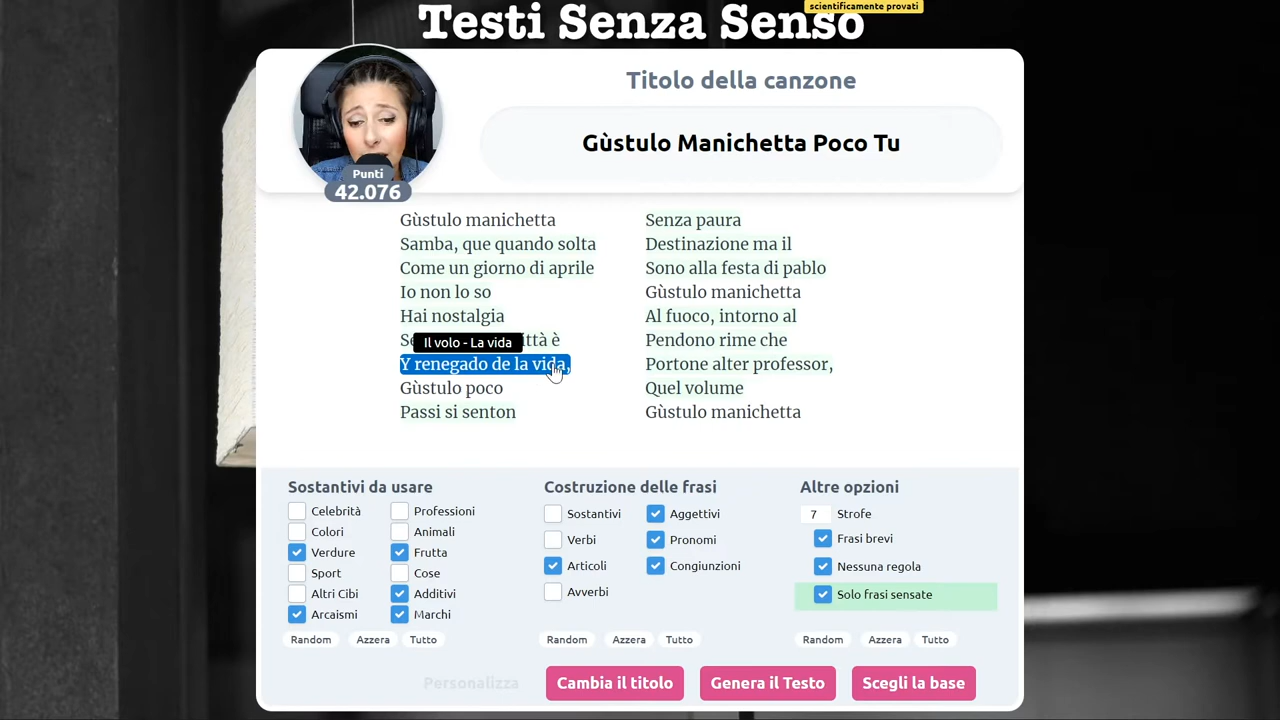 scientificamente provati
Testi Senza Senso
Titolo della canzone
Gùstulo Manichetta Poco Tu
Punti
42.076
Gùstulo manichetta
Samba, que quando solta
Come un giorno di aprile
Io non lo so
Hai nostalgia
Il volo - La vida
Y renegado de la vida,
Gùstulo poco
Passi si senton
Senza paura
Destinazione ma il
Sono alla festa di pablo
Gùstulo manichetta
Al fuoco, intorno al
Pendono rime che
Portone alter professor,
Quel volume
Gùstulo manichetta
Sostantivi da usare
Celebrità
Professioni
Colori
Animali
Verdure
Frutta
Sport
Cose
Altri Cibi
Additivi
Arcaismi
Marchi
Random
Azzera
Tutto
Costruzione delle frasi
Sostantivi
Aggettivi
Verbi
Pronomi
Articoli
Congiunzioni
Avverbi
Random
Azzera
Tutto
Altre opzioni
7
Strofe
Frasi brevi
Nessuna regola
Solo frasi sensate
Random
Azzera
Tutto
Personalizza
Cambia il titolo
Genera il Testo
Scegli la base